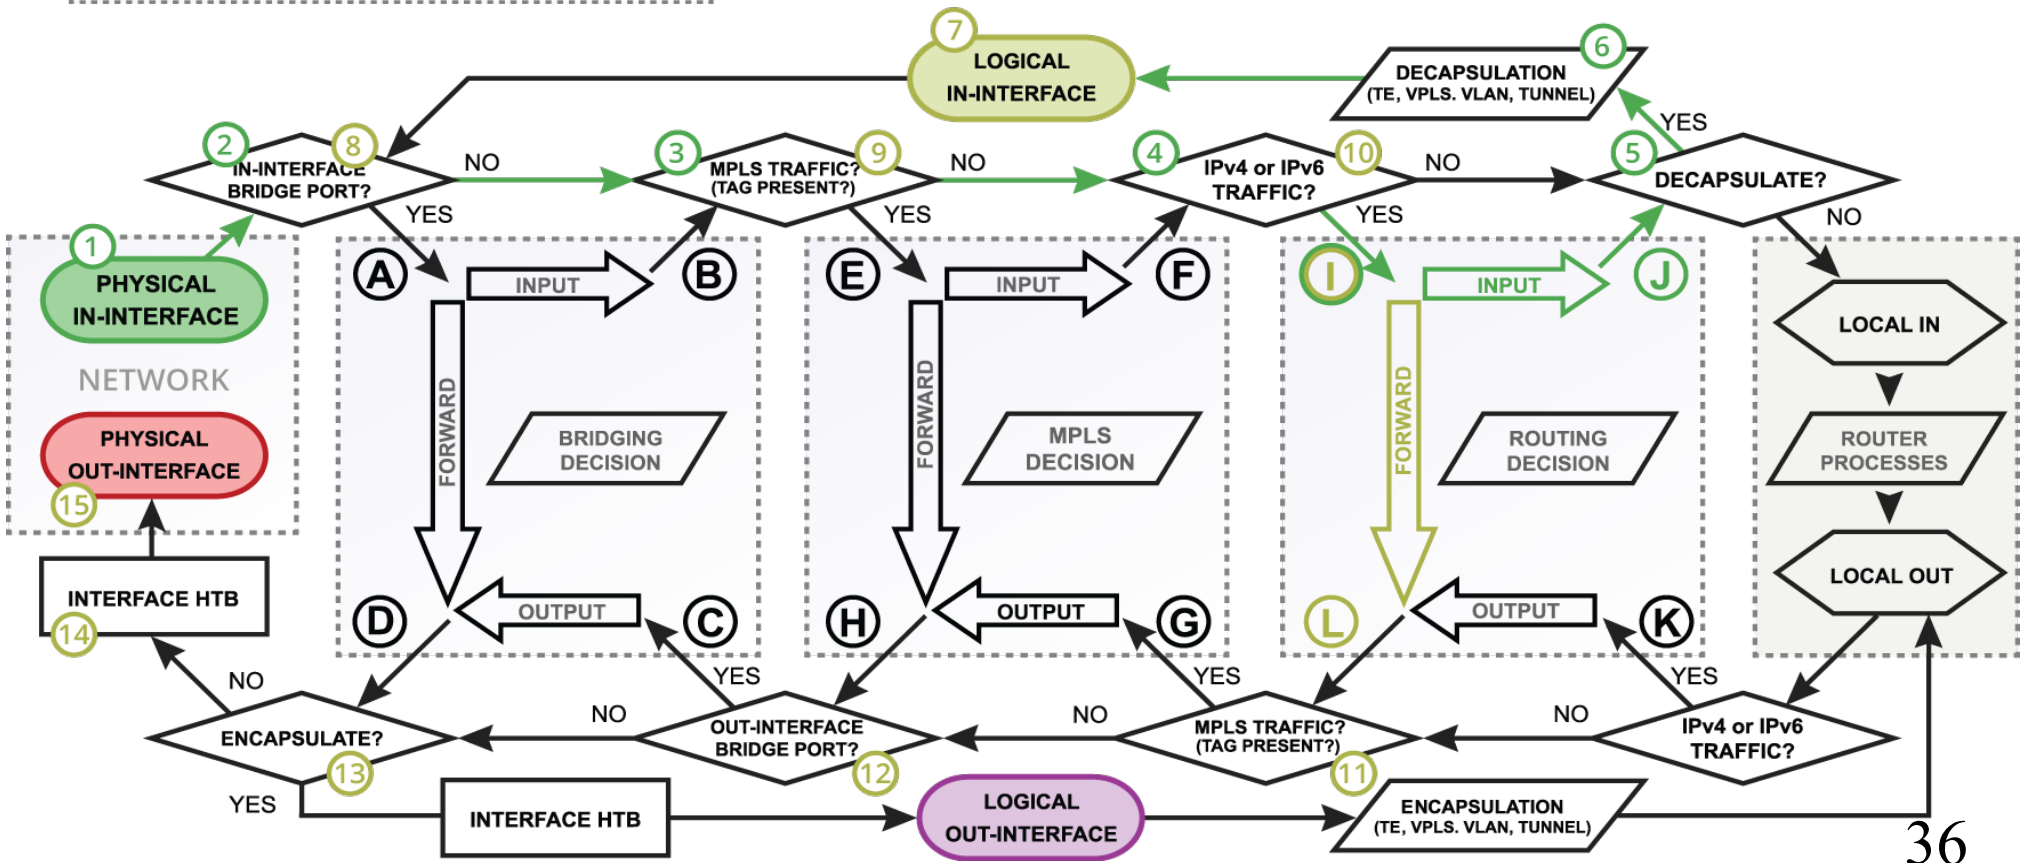 7
LOGICAL
IN-INTERFACE
6
DECAPSULATION
(TE, VPLS. VLAN, TUNNEL)
YES
2
8
IN-INTERFACE
BRIDGE PORT?
NO
3
9
MPLS TRAFFIC?
(TAG PRESENT?)
NO
4
10
IPv4 or IPv6
TRAFFIC?
NO
5
DECAPSULATE?
YES
YES
YES
NO
1
PHYSICAL
IN-INTERFACE
NETWORK
PHYSICAL
OUT-INTERFACE
15
A
INPUT
B
FORWARD
BRIDGING
DECISION
D
OUTPUT
C
E
INPUT
F
FORWARD
MPLS
DECISION
H
OUTPUT
G
I
INPUT
J
FORWARD
ROUTING
DECISION
L
OUTPUT
K
LOCAL IN
ROUTER
PROCESSES
LOCAL OUT
INTERFACE HTB
14
NO
YES
YES
YES
ENCAPSULATE?
13
NO
OUT-INTERFACE
BRIDGE PORT?
12
NO
MPLS TRAFFIC?
(TAG PRESENT?)
11
NO
IPv4 or IPv6
TRAFFIC?
YES
INTERFACE HTB
LOGICAL
OUT-INTERFACE
ENCAPSULATION
(TE, VPLS. VLAN, TUNNEL)
36